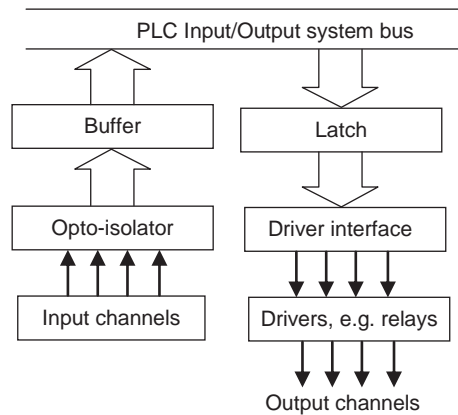 PLC Input/Output system bus
Buffer
Latch
Opto-isolator
Driver interface
Input channels
Drivers, e.g. relays
Output channels